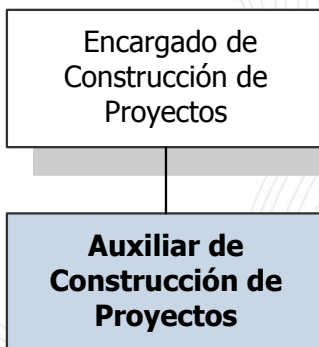 Encargado de
Construcción de
Proyectos
Auxiliar de
Construcción de
Proyectos